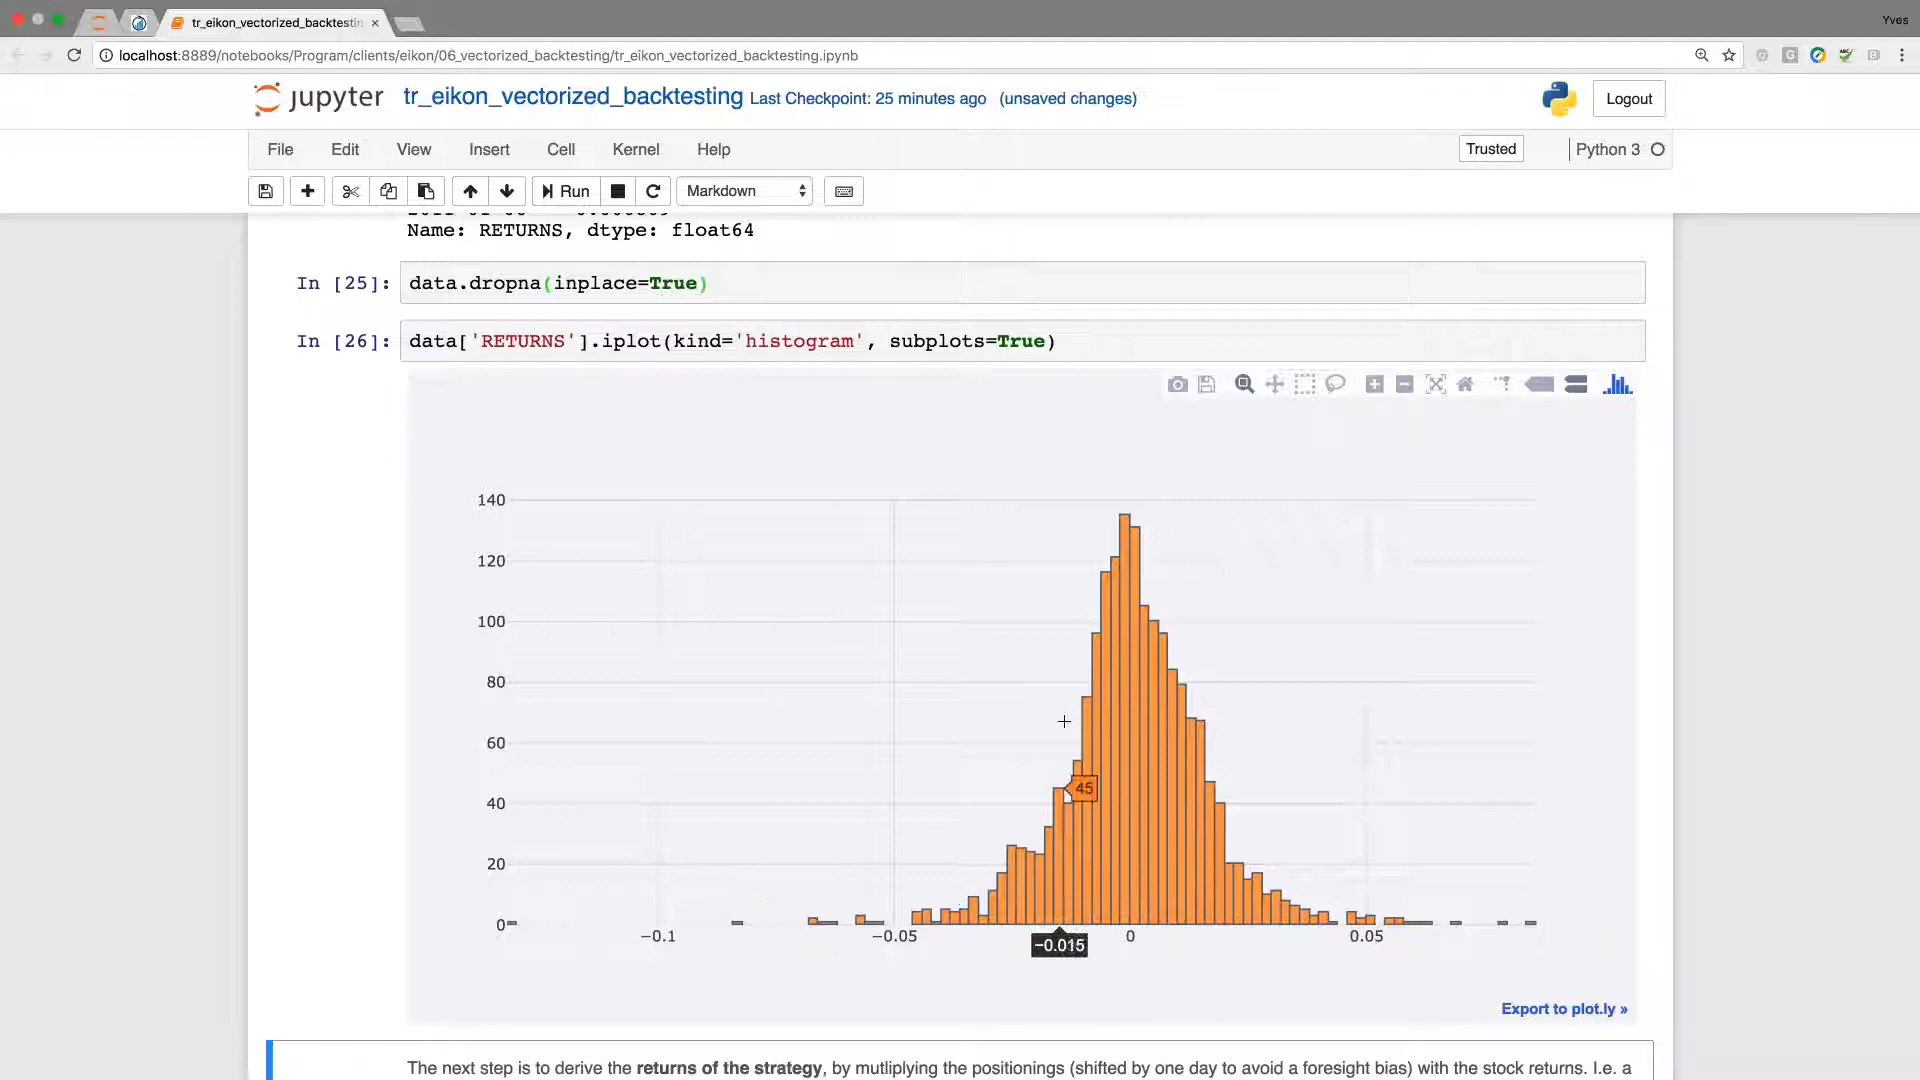 tr_eikon_vectorized_backtestin ×
Yves
localhost:8889/notebooks/Program/clients/eikon/06_vectorized_backtesting/tr_eikon_vectorized_backtesting.ipynb
jupyter tr_eikon_vectorized_backtesting Last Checkpoint: 25 minutes ago (unsaved changes)
Logout
File Edit View Insert Cell Kernel Help
Trusted
Python 3
Run
Markdown
Name: RETURNS, dtype: float64
In [25]: data.dropna(inplace=True)
In [26]: data['RETURNS'].iplot(kind='histogram', subplots=True)
140
120
100
80
60
40
20
0
45
−0.1 −0.05 −0.015 0 0.05
Export to plot.ly »
The next step is to derive the returns of the strategy, by mutliplying the positionings (shifted by one day to avoid a foresight bias) with the stock returns. I.e. a